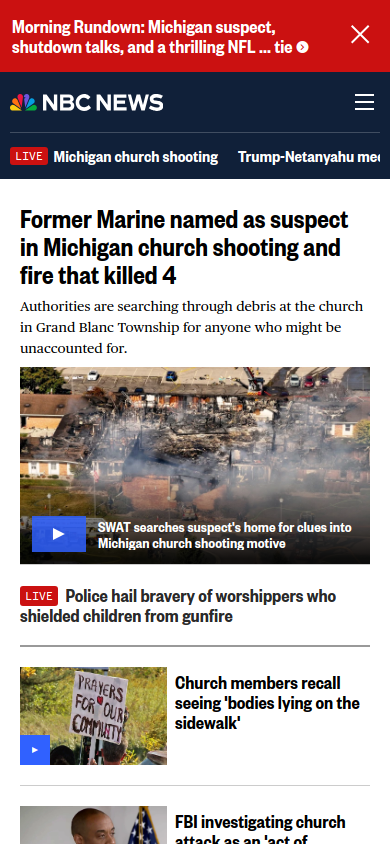 Morning Rundown: Michigan suspect,
shutdown talks, and a thrilling NFL ... tie
NBC NEWS
LIVE Michigan church shooting Trump-Netanyahu
Former Marine named as suspect
in Michigan church shooting and
fire that killed 4
Authorities are searching through debris at the church
in Grand Blanc Township for anyone who might be
unaccounted for.
SWAT searches suspect's home for clues into
Michigan church shooting motive
LIVE Police hail bravery of worshippers who
shielded children from gunfire
PRAYERS
FOR OUR
COMMUNITY
Church members recall
seeing 'bodies lying on the
sidewalk'
FBI investigating church
attack as an 'act of